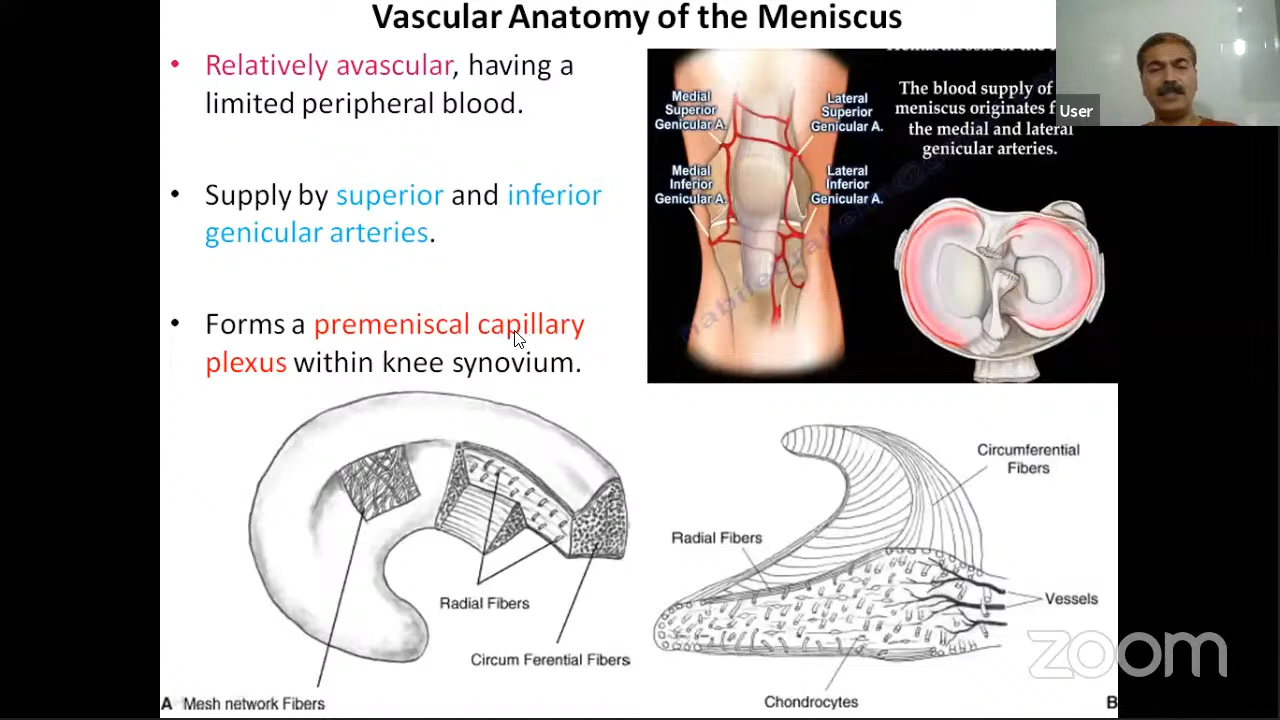 Vascular Anatomy of the Meniscus
• Relatively avascular, having a
limited peripheral blood.
• Supply by superior and inferior
genicular arteries.
• Forms a premeniscal capillary
plexus within knee synovium.
Medial
Superior
Genicular A.
Lateral
Superior
Genicular A.
Medial
Inferior
Genicular A.
Lateral
Inferior
Genicular A.
The blood supply of
meniscus originates
the medial and lateral
genicular arteries.
User
Radial Fibers
Circum Ferential Fibers
A Mesh network Fibers
Circumferential
Fibers
Radial Fibers
Vessels
Chondrocytes
B
zoom